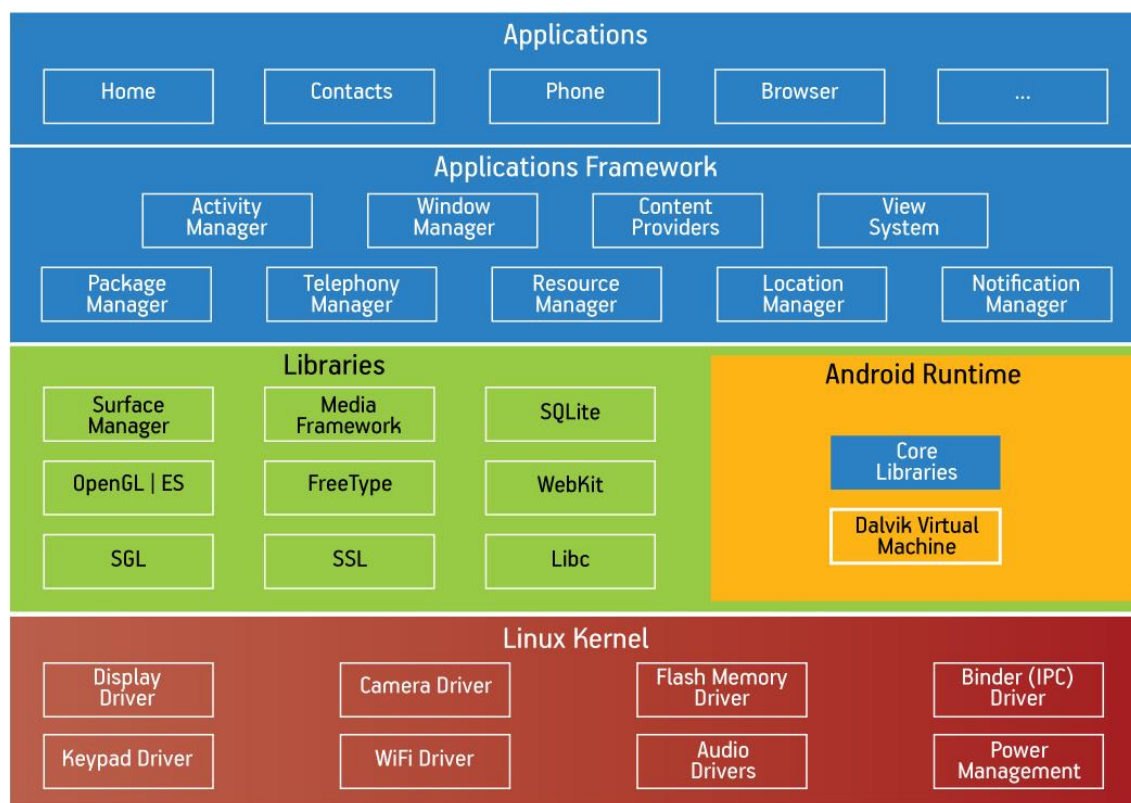 Applications
Home
Contacts
Phone
Browser
...
Applications Framework
Activity
Manager
Window
Manager
Content
Providers
View
System
Package
Manager
Telephony
Manager
Resource
Manager
Location
Manager
Notification
Manager
Libraries
Surface
Manager
Media
Framework
SQLite
OpenGL | ES
FreeType
WebKit
SGL
SSL
Libc
Android Runtime
Core
Libraries
Dalvik Virtual
Machine
Linux Kernel
Display
Driver
Camera Driver
Flash Memory
Driver
Binder (IPC)
Driver
Keypad Driver
WiFi Driver
Audio
Drivers
Power
Management